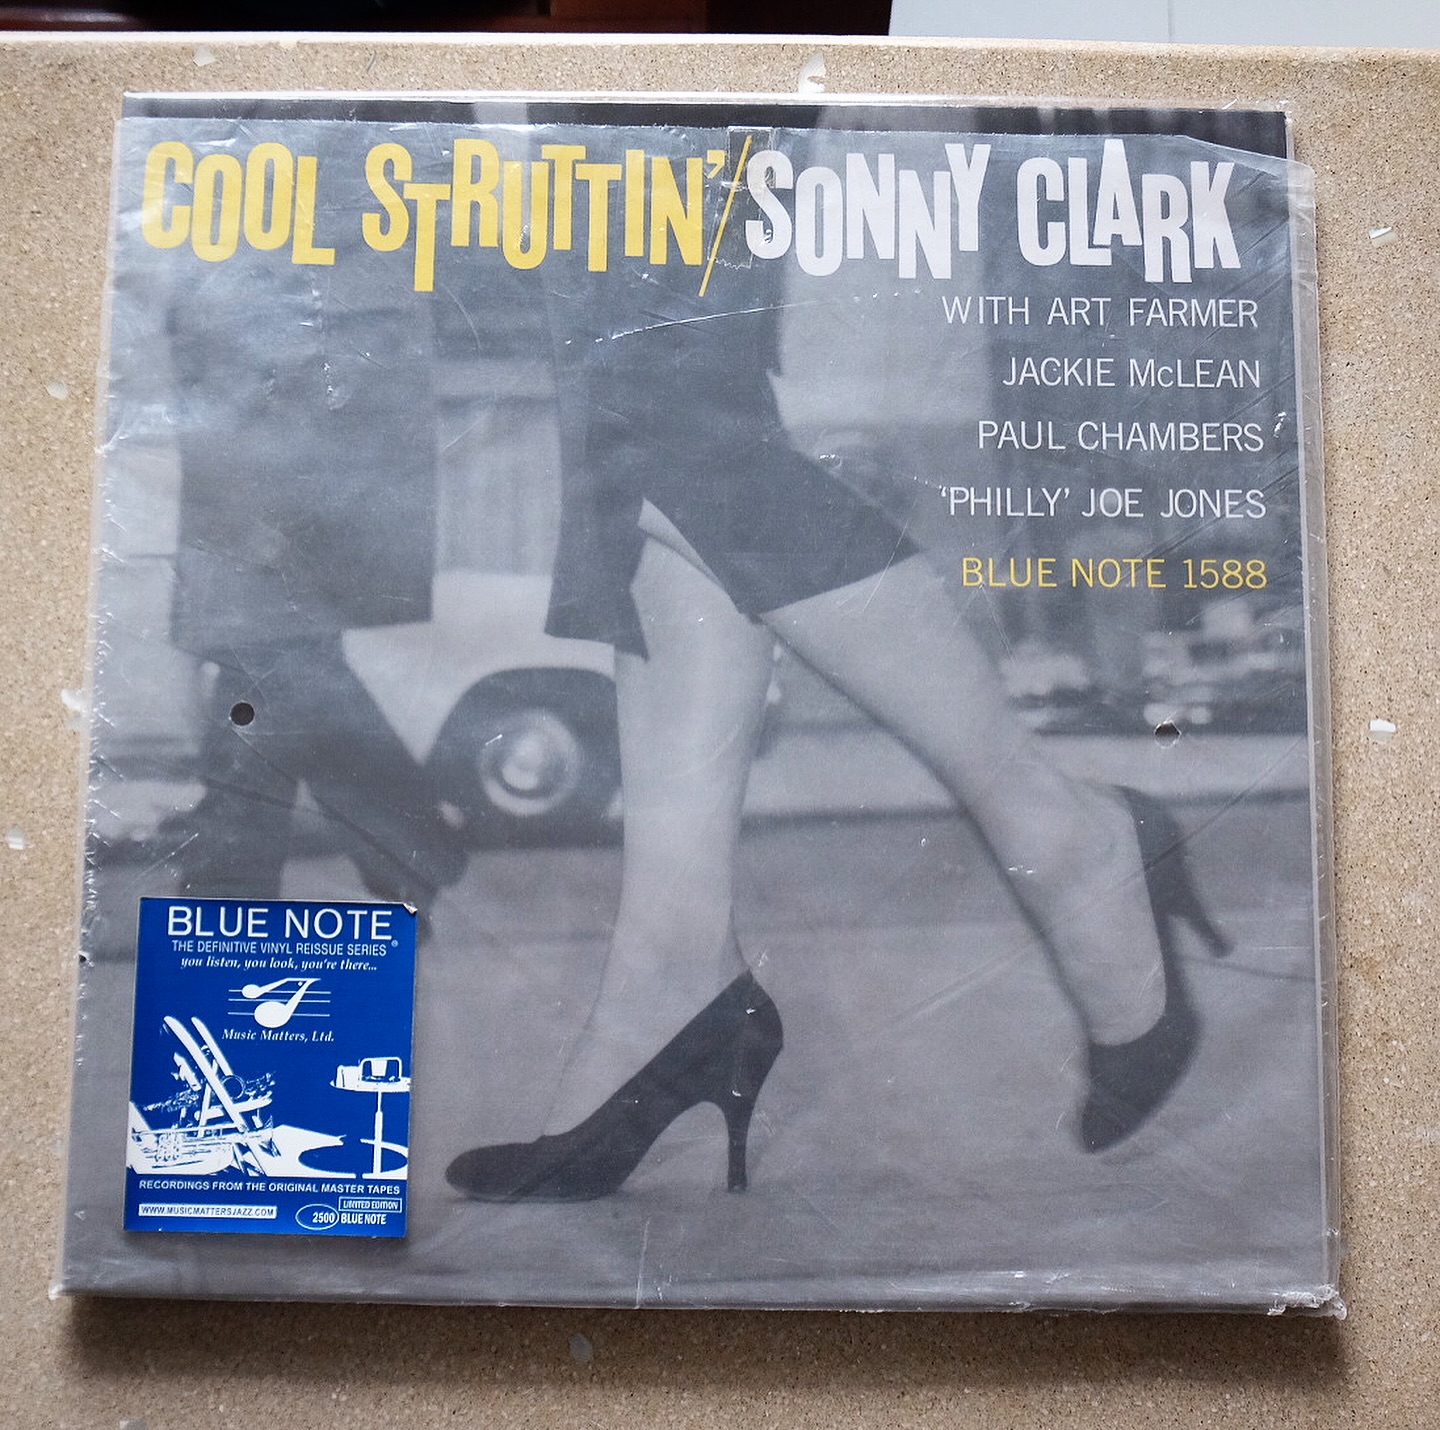 COOL STRUTTIN'/SONNY CLARK
WITH ART FARMER
JACKIE McLEAN
PAUL CHAMBERS
'PHILLY' JOE JONES
BLUE NOTE 1588
BLUE NOTE
THE DEFINITIVE VINYL REISSUE SERIES®
you listen, you look, you're there...
Music Matters, Ltd.
RECORDINGS FROM THE ORIGINAL MASTER TAPES
WWW.MUSICMATTERSJAZZ.COM
LIMITED EDITION
2500 BLUE NOTE